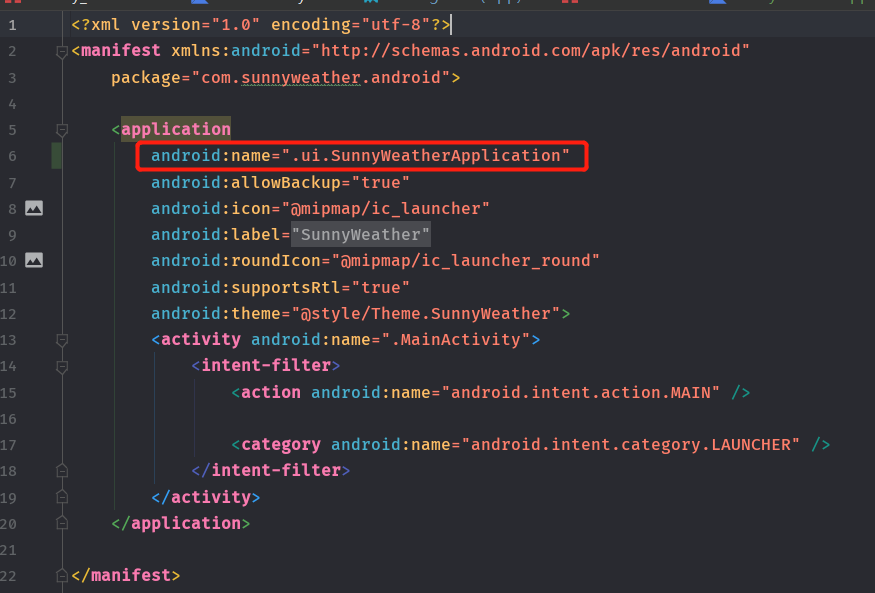 1 <?xml version="1.0" encoding="utf-8"?>
2 <manifest xmlns:android="http://schemas.android.com/apk/res/android"
3     package="com.sunnyweather.android">
4
5     <application
6         android:name=".ui.SunnyWeatherApplication"
7         android:allowBackup="true"
8         android:icon="@mipmap/ic_launcher"
9         android:label="SunnyWeather"
10         android:roundIcon="@mipmap/ic_launcher_round"
11         android:supportsRtl="true"
12         android:theme="@style/Theme.SunnyWeather">
13         <activity android:name=".MainActivity">
14             <intent-filter>
15                 <action android:name="android.intent.action.MAIN" />
16
17                 <category android:name="android.intent.category.LAUNCHER" />
18             </intent-filter>
19         </activity>
20     </application>
21
22 </manifest>